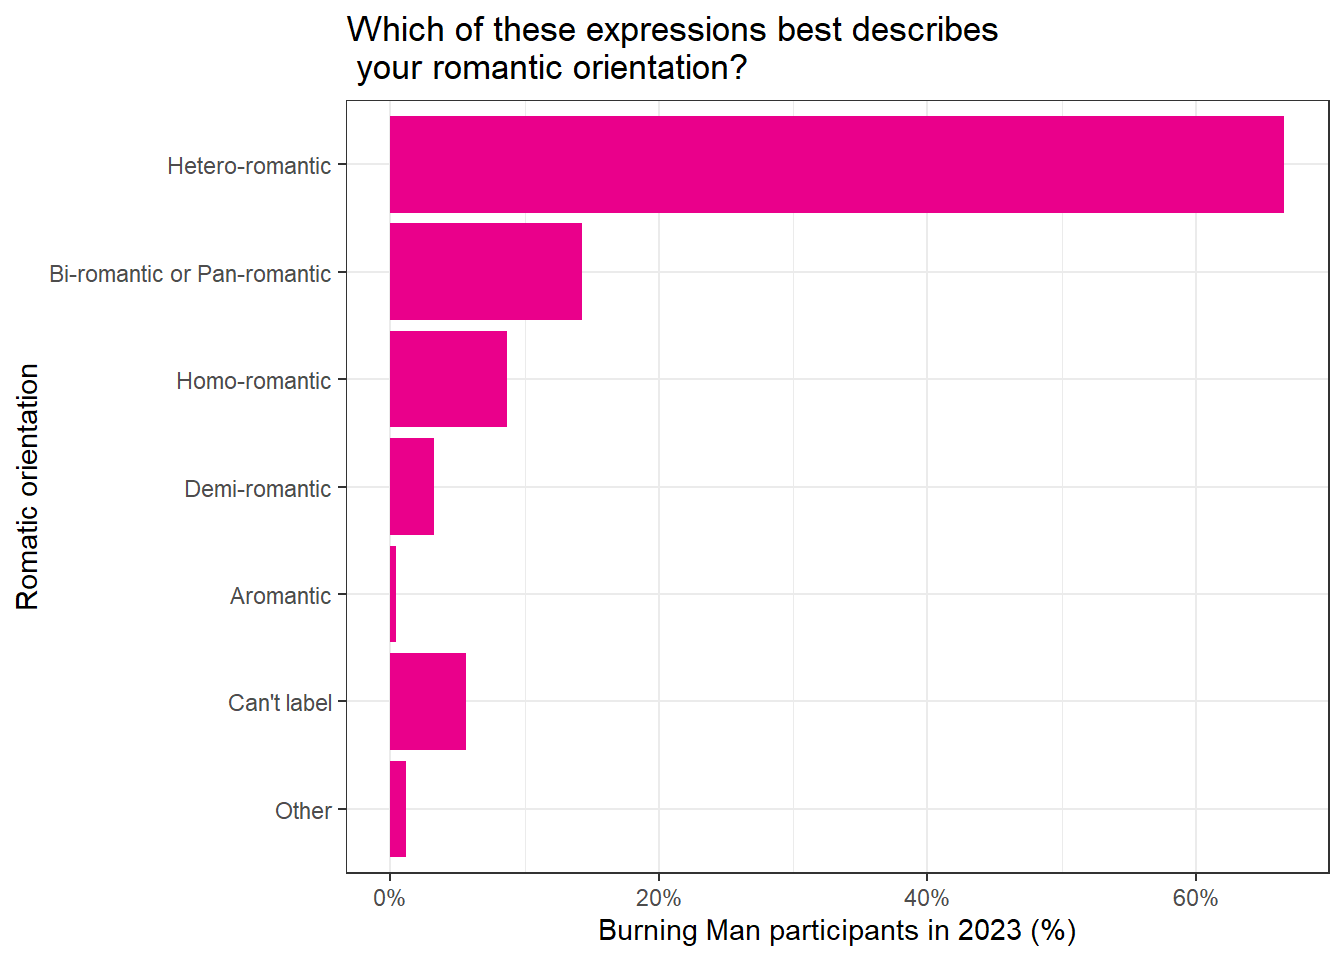 Which of these expressions best describes
your romantic orientation?
Romatic orientation
Hetero-romantic
Bi-romantic or Pan-romantic
Homo-romantic
Demi-romantic
Aromantic
Can't label
Other
0%
20%
40%
60%
Burning Man participants in 2023 (%)